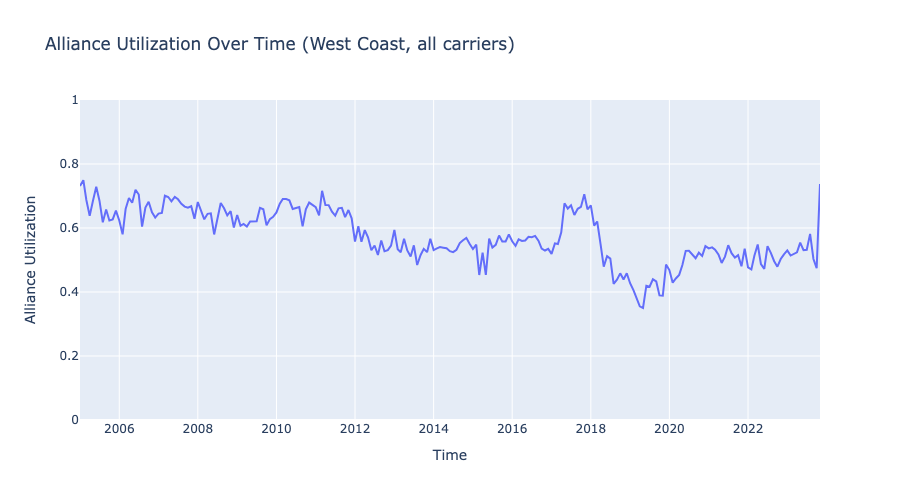 Alliance Utilization Over Time (West Coast, all carriers)
1
0.8
0.6
0.4
0.2
0
Alliance Utilization
2006 2008 2010 2012 2014 2016 2018 2020 2022
Time